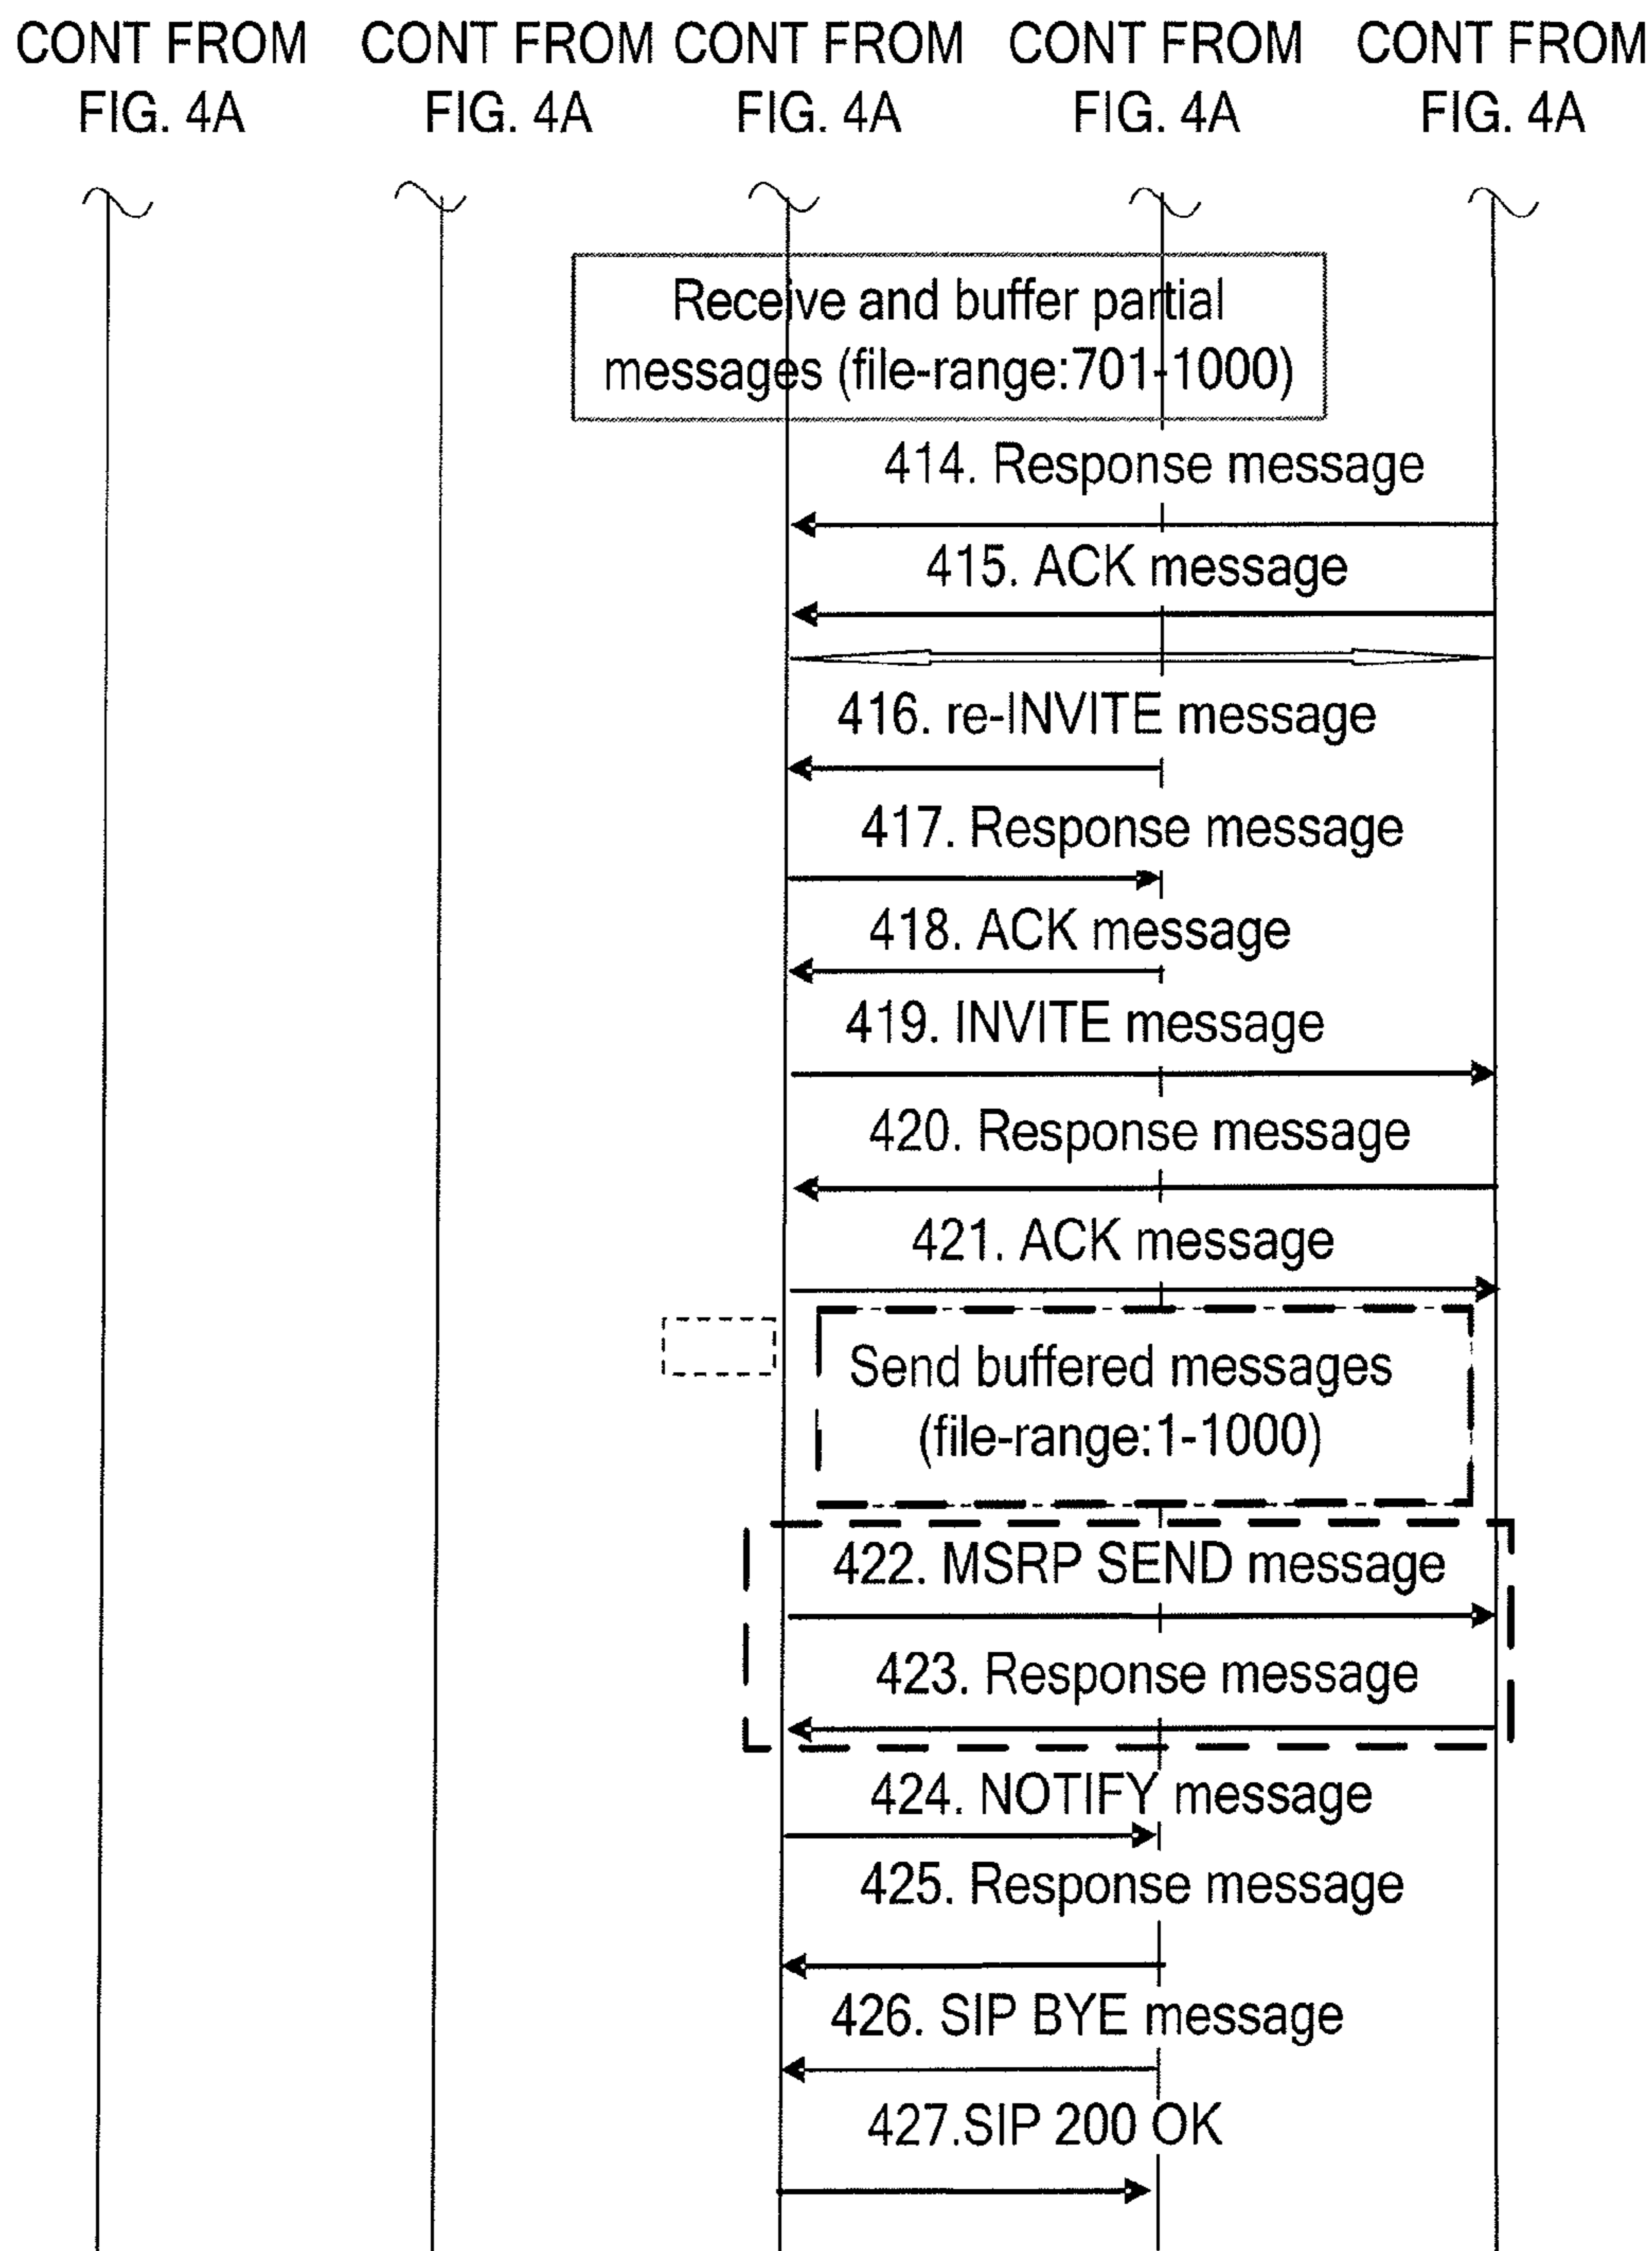 CONT FROM CONT FROM CONT FROM CONT FROM CONT FROM
FIG. 4A FIG. 4A FIG. 4A FIG. 4A FIG. 4A
Receive and buffer partial
messages (file-range:701-1000)
414. Response message
415. ACK message
416. re-INVITE message
417. Response message
418. ACK message
419. INVITE message
420. Response message
421. ACK message
Send buffered messages
(file-range:1-1000)
422. MSRP SEND message
423. Response message
424. NOTIFY message
425. Response message
426. SIP BYE message
427.SIP 200 OK